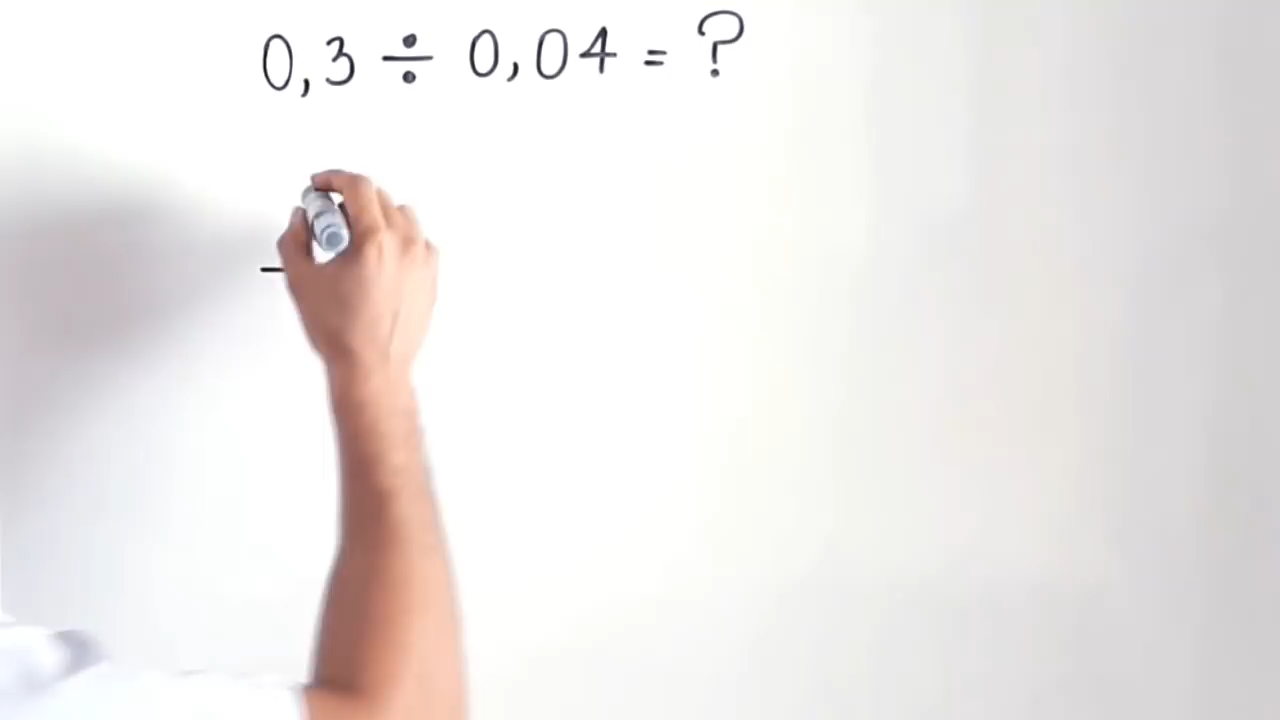 0,3 ÷ 0,04 = ?